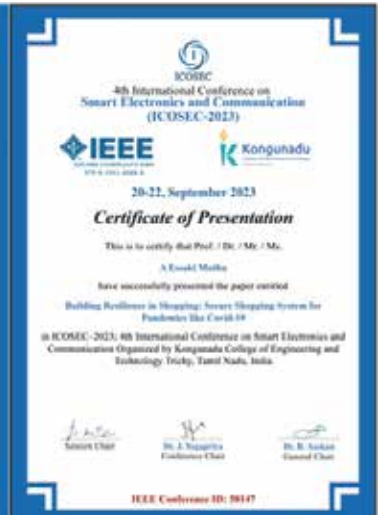 ICOSEC
4th International Conference on
Smart Electronics and Communication
(ICOSEC-2023)
IEEE
Kongunadu
20-22, September 2023
Certificate of Presentation
This is to certify that Prof. / Dr. / Mr. / Ms.
A Essaki Muthu
have successfully presented the paper entitled
Building Resilience in Shopping: Secure Shopping System for
Pandemics like Covid-19
in ICOSEC-2023; 4th International Conference on Smart Electronics and
Communication Organized by Kongunadu College of Engineering and
Technology Trichy, Tamil Nadu, India.
Session Chair
Conference Chair
General Chair
IEEE Conference ID: 58147